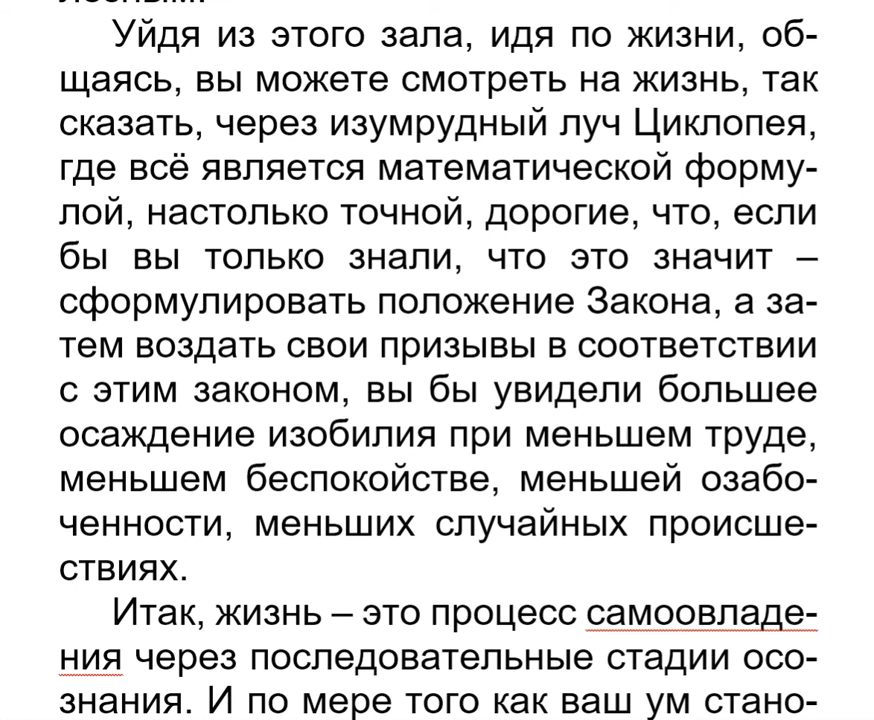 лезным.
Уйдя из этого зала, идя по жизни, об-
щаясь, вы можете смотреть на жизнь, так
сказать, через изумрудный луч Циклопея,
где всё является математической форму-
лой, настолько точной, дорогие, что, если
бы вы только знали, что это значит –
сформулировать положение Закона, а за-
тем воздать свои призывы в соответствии
с этим законом, вы бы увидели большее
осаждение изобилия при меньшем труде,
меньшем беспокойстве, меньшей озабо-
ченности, меньших случайных происше-
ствиях.
Итак, жизнь – это процесс самоовладе-
ния через последовательные стадии осо-
знания. И по мере того как ваш ум стано-